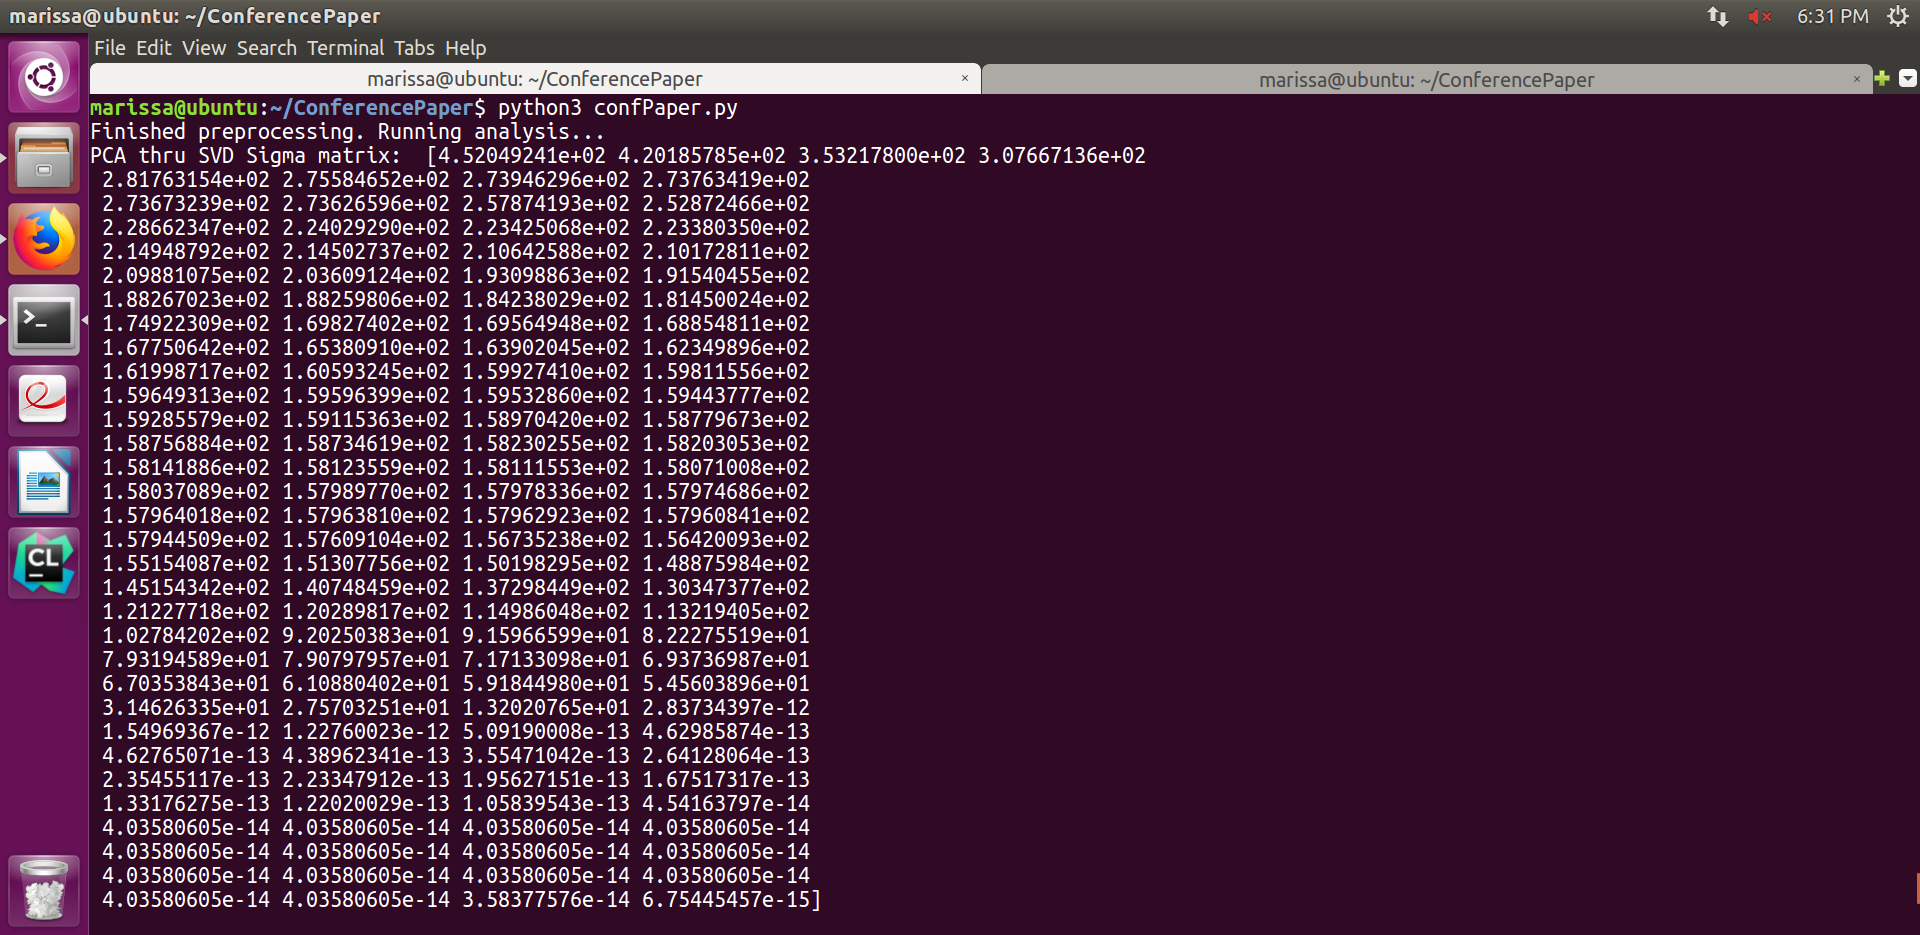 marissa@ubuntu: ~/ConferencePaper
6:31 PM
File Edit View Search Terminal Tabs Help
marissa@ubuntu: ~/ConferencePaper × marissa@ubuntu: ~/ConferencePaper ×
marissa@ubuntu:~/ConferencePaper$ python3 confPaper.py
Finished preprocessing. Running analysis...
PCA thru SVD Sigma matrix:  [4.52049241e+02 4.20185785e+02 3.53217800e+02 3.07667136e+02
2.81763154e+02 2.75584652e+02 2.73946296e+02 2.73763419e+02
2.73673239e+02 2.73626596e+02 2.57874193e+02 2.52872466e+02
2.28662347e+02 2.24029290e+02 2.23425068e+02 2.23380350e+02
2.14948792e+02 2.14502737e+02 2.10642588e+02 2.10172811e+02
2.09881075e+02 2.03609124e+02 1.93098863e+02 1.91540455e+02
1.88267023e+02 1.88259806e+02 1.84238029e+02 1.81450024e+02
1.74922309e+02 1.69827402e+02 1.69564948e+02 1.68854811e+02
1.67750642e+02 1.65380910e+02 1.63902045e+02 1.62349896e+02
1.61998717e+02 1.60593245e+02 1.59927410e+02 1.59811556e+02
1.59649313e+02 1.59596399e+02 1.59532860e+02 1.59443777e+02
1.59285579e+02 1.59115363e+02 1.58970420e+02 1.58779673e+02
1.58756884e+02 1.58734619e+02 1.58230255e+02 1.58203053e+02
1.58141886e+02 1.58123559e+02 1.58111553e+02 1.58071008e+02
1.58037089e+02 1.57989770e+02 1.57978336e+02 1.57974686e+02
1.57964018e+02 1.57963810e+02 1.57962923e+02 1.57960841e+02
1.57944509e+02 1.57609104e+02 1.56735238e+02 1.56420093e+02
1.55154087e+02 1.51307756e+02 1.50198295e+02 1.48875984e+02
1.45154342e+02 1.40748459e+02 1.37298449e+02 1.30347377e+02
1.21227718e+02 1.20289817e+02 1.14986048e+02 1.13219405e+02
1.02784202e+02 9.20250383e+01 9.15966599e+01 8.22275519e+01
7.93194589e+01 7.90797957e+01 7.17133098e+01 6.93736987e+01
6.70353843e+01 6.10880402e+01 5.91844980e+01 5.45603896e+01
3.14626335e+01 2.75703251e+01 1.32020765e+01 2.83734397e-12
1.54969367e-12 1.22760023e-12 5.09190008e-13 4.62985874e-13
4.62765071e-13 4.38962341e-13 3.55471042e-13 2.64128064e-13
2.35455117e-13 2.23347912e-13 1.95627151e-13 1.67517317e-13
1.33176275e-13 1.22020029e-13 1.05839543e-13 4.54163797e-14
4.03580605e-14 4.03580605e-14 4.03580605e-14 4.03580605e-14
4.03580605e-14 4.03580605e-14 4.03580605e-14 4.03580605e-14
4.03580605e-14 4.03580605e-14 4.03580605e-14 4.03580605e-14
4.03580605e-14 4.03580605e-14 3.58377576e-14 6.75445457e-15]
>_
CL